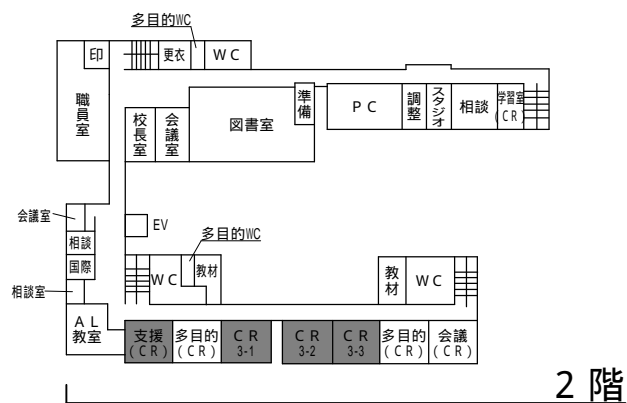 多目的WC
印
更衣
WC
職員室
校長室
会議室
図書室
準備
PC
調整
スタジオ
相談
学習室
(CR)
会議室
相談
国際
相談室
EV
多目的WC
WC
教材
教材
WC
AL
教室
支援
(CR)
多目的
(CR)
CR
3-1
CR
3-2
CR
3-3
多目的
(CR)
会議
(CR)
2階